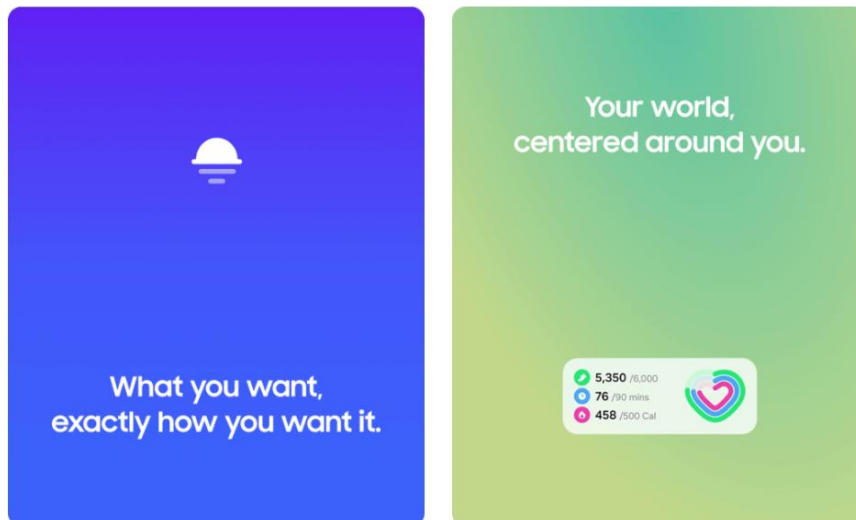 What you want,
exactly how you want it.
Your world,
centered around you.
5,350 /6,000
76 /90 mins
458 /500 Cal